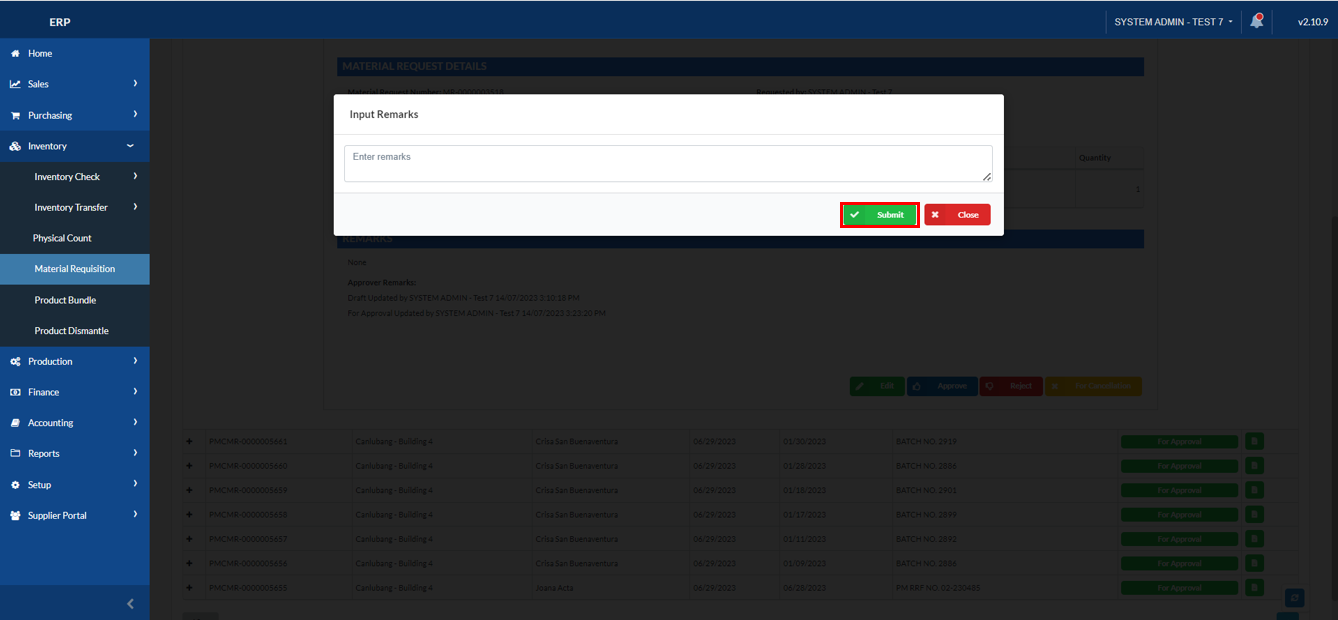 ERP
SYSTEM ADMIN - TEST 7
v2.10.9
Home
Sales
Purchasing
Inventory
Inventory Check
Inventory Transfer
Physical Count
Material Requisition
Product Bundle
Product Dismantle
Production
Finance
Accounting
Reports
Setup
Supplier Portal
MATERIAL REQUEST DETAILS
Requested by: SYSTEM ADMIN - Test 7
Input Remarks
Enter remarks
Submit
Close
Quantity
1
REMARKS
None
Approver Remarks:
Draft Updated by SYSTEM ADMIN - Test 7 14/07/2023 3:10:18 PM
For Approval Updated by SYSTEM ADMIN - Test 7 14/07/2023 3:23:20 PM
Edit Approve Reject For Cancellation
PMCMR-0000005661 Canlubang - Building 4 Crisa San Buenaventura 06/29/2023 01/30/2023 BATCH NO. 2919 For Approval
PMCMR-0000005660 Canlubang - Building 4 Crisa San Buenaventura 06/29/2023 01/28/2023 BATCH NO. 2886 For Approval
PMCMR-0000005659 Canlubang - Building 4 Crisa San Buenaventura 06/29/2023 01/18/2023 BATCH NO. 2901 For Approval
PMCMR-0000005658 Canlubang - Building 4 Crisa San Buenaventura 06/29/2023 01/17/2023 BATCH NO. 2899 For Approval
PMCMR-0000005657 Canlubang - Building 4 Crisa San Buenaventura 06/29/2023 01/11/2023 BATCH NO. 2892 For Approval
PMCMR-0000005656 Canlubang - Building 4 Crisa San Buenaventura 06/29/2023 01/09/2023 BATCH NO. 2888 For Approval
PMCMR-0000005655 Canlubang - Building 4 Joana Acta 06/29/2023 06/28/2023 PM RRF NO. 02-230485 For Approval